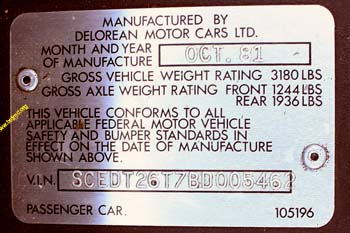 MANUFACTURED BY
DELOREAN MOTOR CARS LTD.
MONTH AND YEAR
OF MANUFACTURE OCT. 81
GROSS VEHICLE WEIGHT RATING 3180 LBS
GROSS AXLE WEIGHT RATING FRONT 1244 LBS
REAR 1936 LBS
THIS VEHICLE CONFORMS TO ALL
APPLICABLE FEDERAL MOTOR VEHICLE
SAFETY AND BUMPER STANDARDS IN
EFFECT ON THE DATE OF MANUFACTURE
SHOWN ABOVE.
V.I.N. SCEDT26T7BD005462
PASSENGER CAR. 105196